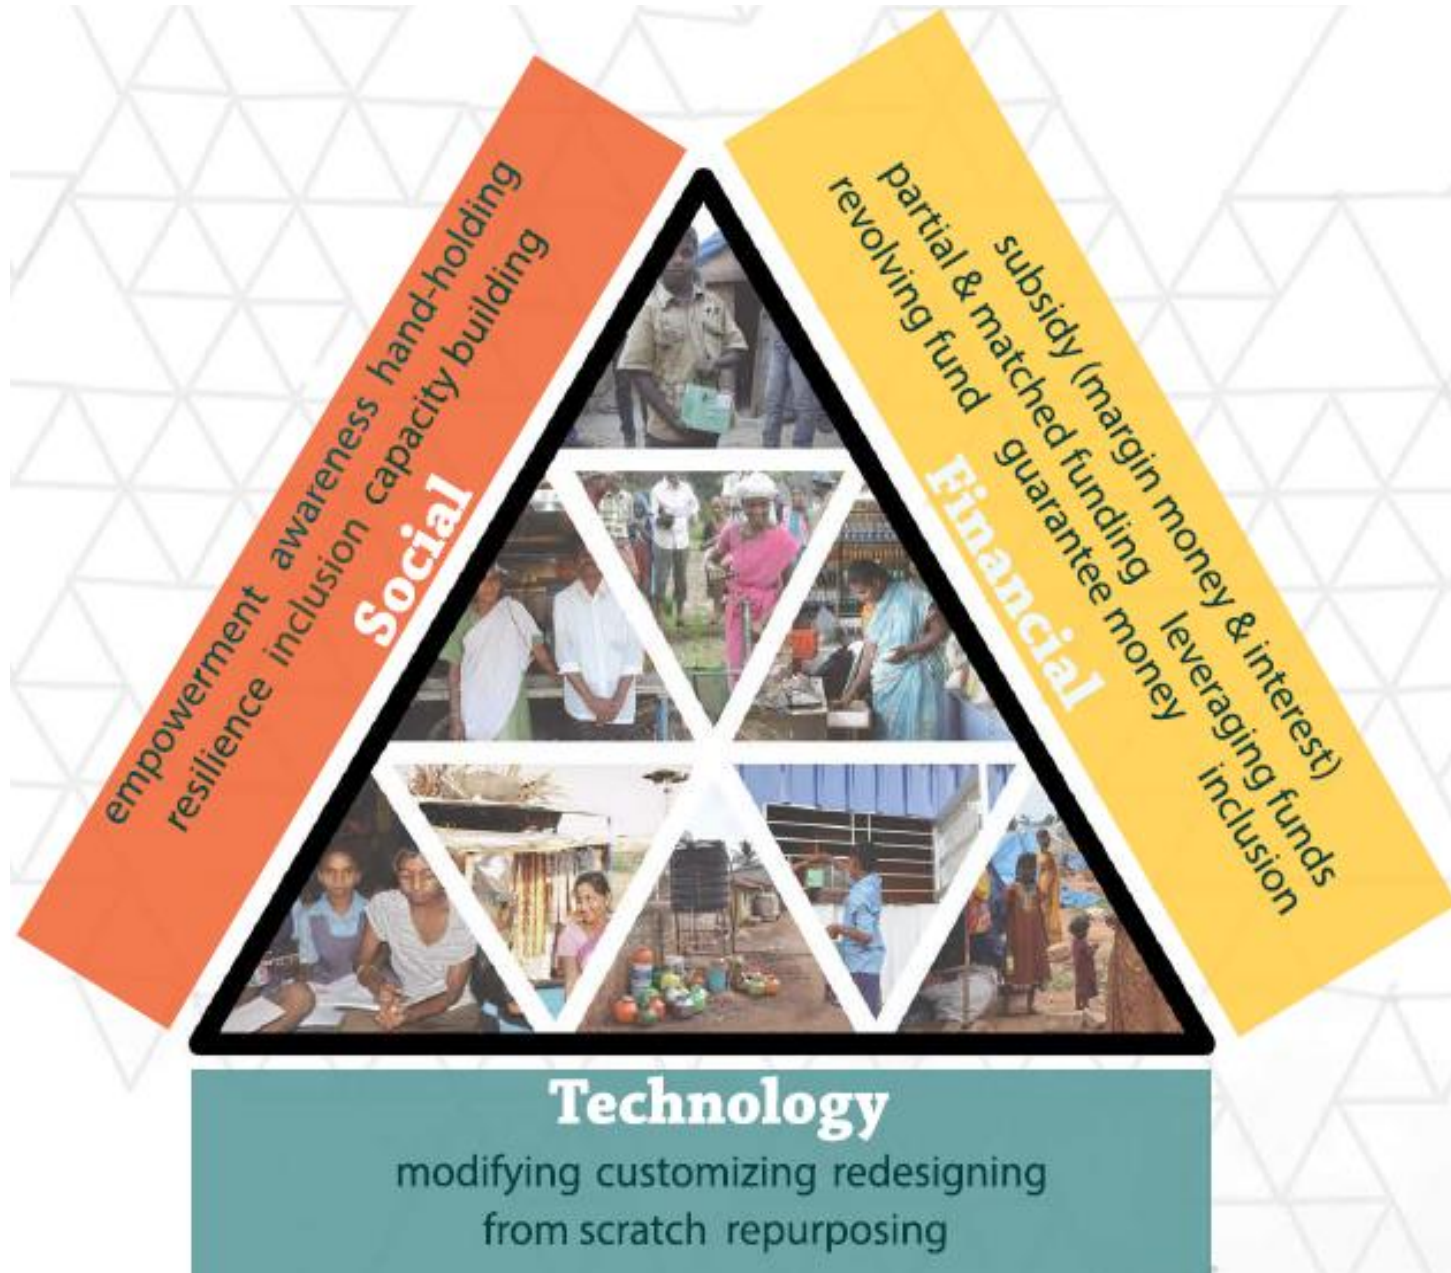 empowerment awareness hand-holding
resilience inclusion capacity building
Social
subsidy (margin money & interest)
partial & matched funding leveraging funds
revolving fund guarantee money inclusion
Financial
Technology
modifying customizing redesigning
from scratch repurposing